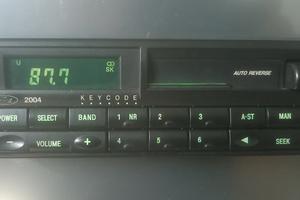 U
SK
87.7
AUTO REVERSE
Ford 2004
KEYCODE
POWER SELECT BAND 1 NR 2 3 A-ST MAN
- VOLUME + 4 5 6 ◄ SEEK